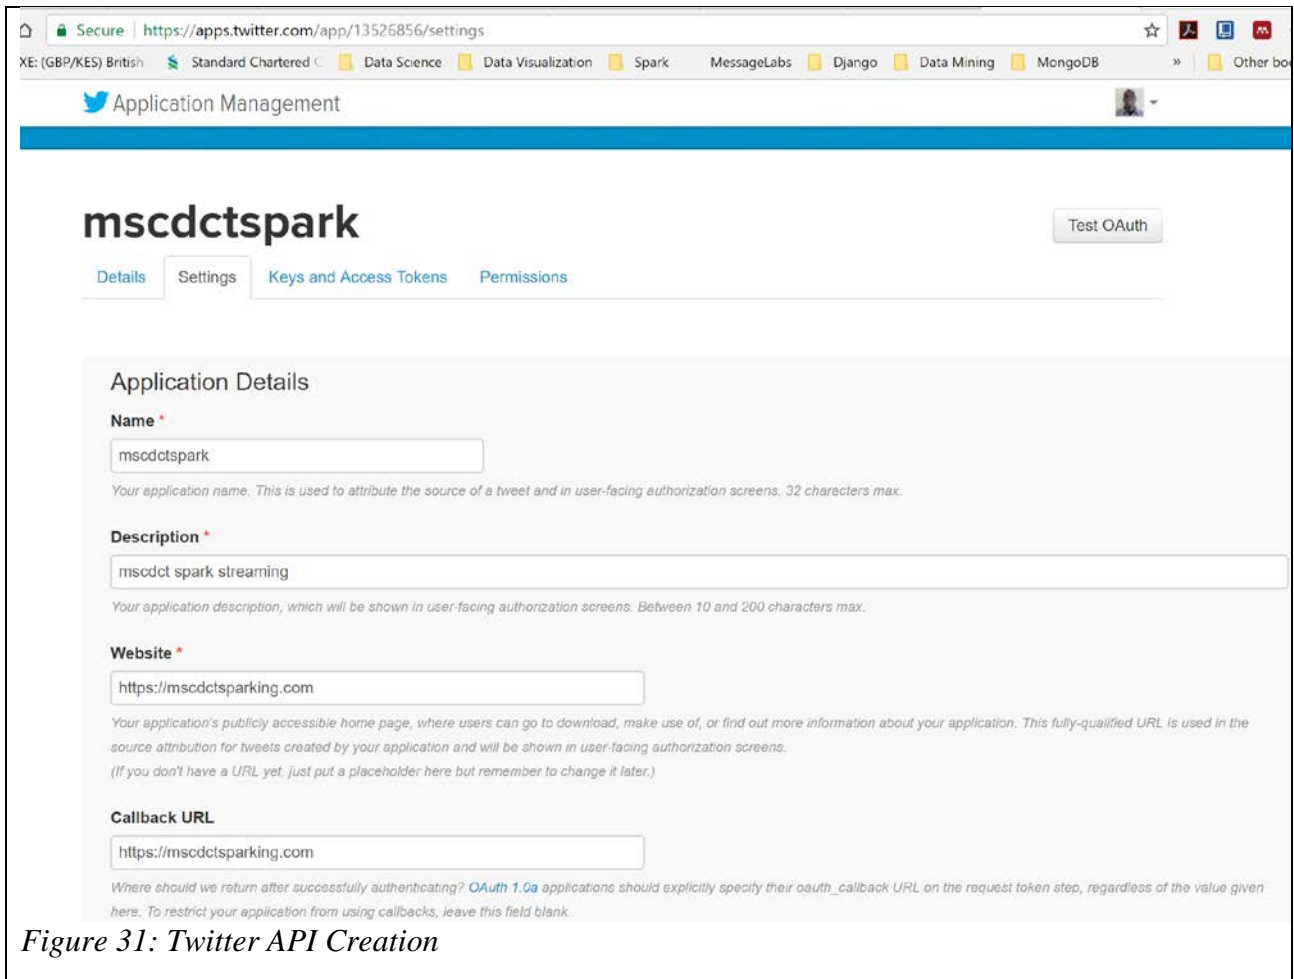 Secure https://apps.twitter.com/app/13526856/settings
XE: (GBP/KES) British Standard Chartered Data Science Data Visualization Spark MessageLabs Django Data Mining MongoDB » Other boo
Application Management
mscdctspark
Test OAuth
Details Settings Keys and Access Tokens Permissions
Application Details
Name *
mscdctspark
Your application name. This is used to attribute the source of a tweet and in user-facing authorization screens. 32 characters max.
Description *
mscdct spark streaming
Your application description, which will be shown in user-facing authorization screens. Between 10 and 200 characters max.
Website *
https://mscdctsparking.com
Your application's publicly accessible home page, where users can go to download, make use of, or find out more information about your application. This fully-qualified URL is used in the
source attribution for tweets created by your application and will be shown in user-facing authorization screens.
(If you don't have a URL yet, just put a placeholder here but remember to change it later.)
Callback URL
https://mscdctsparking.com
Where should we return after successfully authenticating? OAuth 1.0a applications should explicitly specify their oauth_callback URL on the request token step, regardless of the value given
here. To restrict your application from using callbacks, leave this field blank.
Figure 31: Twitter API Creation